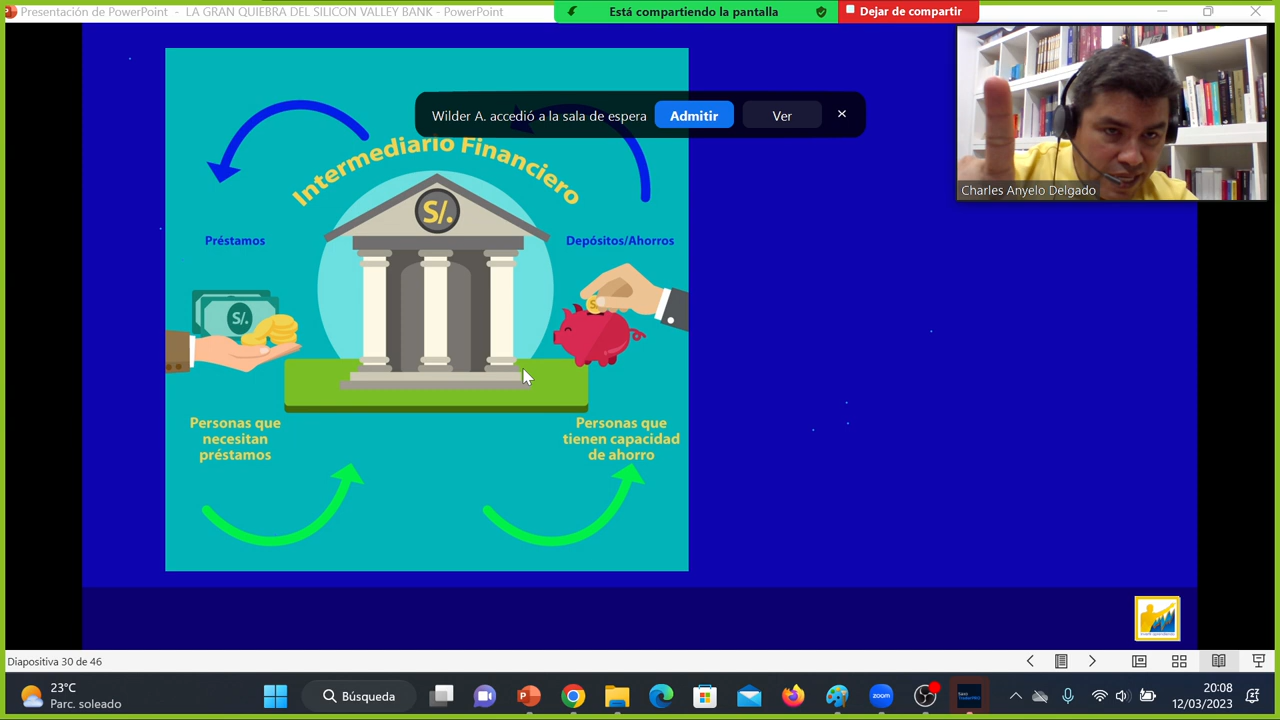 Presentación de PowerPoint - LA GRAN QUIEBRA DEL SILICON VALLEY BANK - PowerPoint
Está compartiendo la pantalla
Dejar de compartir
Wilder A. accedió a la sala de espera
Admitir
Ver
Charles Anyelo Delgado
Intermediario Financiero
S/.
Préstamos
Depósitos/Ahorros
S/.
Personas que
necesitan
préstamos
Personas que
tienen capacidad
de ahorro
Diapositiva 30 de 46
23°C
Parc. soleado
Búsqueda
zoom
20:08
12/03/2023